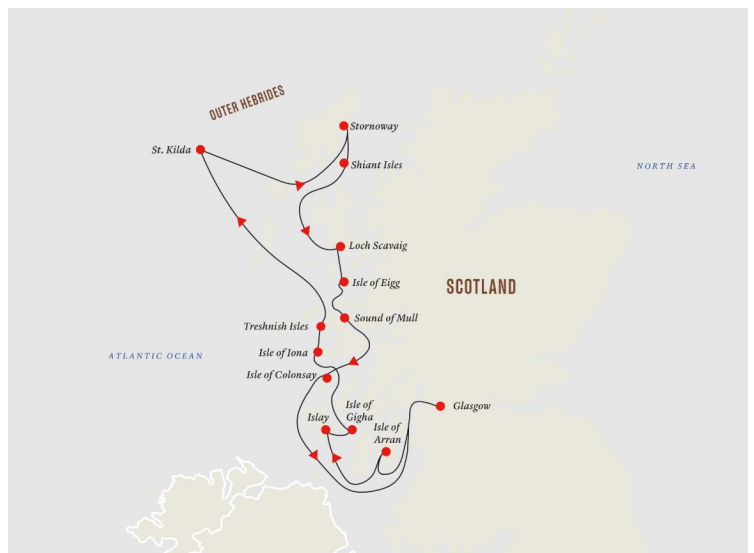 OUTER HEBRIDES
Stornoway
St. Kilda
Shiant Isles
NORTH SEA
Loch Scavaig
Isle of Eigg
SCOTLAND
Sound of Mull
Treshnish Isles
Isle of Iona
ATLANTIC OCEAN
Isle of Colonsay
Glasgow
Isle of
Gigha
Islay
Isle of
Arran